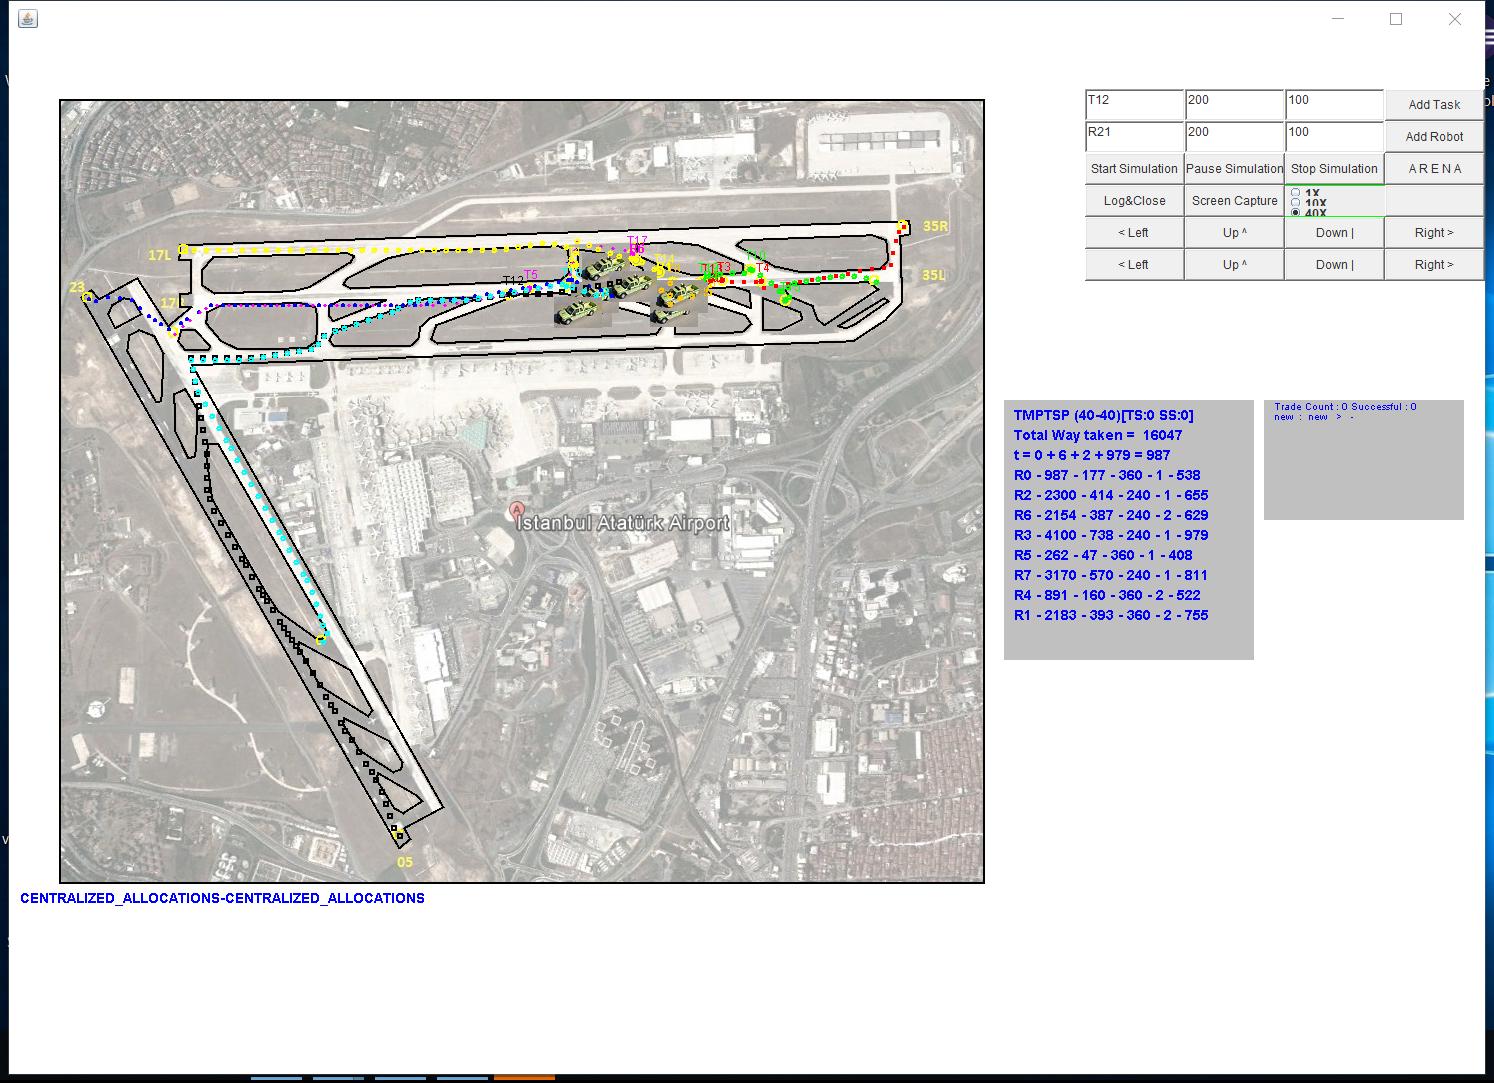 T12 200 100 Add Task
R21 200 100 Add Robot
Start Simulation Pause Simulation Stop Simulation A R E N A
Log&Close Screen Capture 1X
10X
40X
< Left Up ^ Down | Right >
< Left Up ^ Down | Right >
35R
17L
T17
T5
T12
T3
T4
35L
23
A
İstanbul Atatürk Airport
05
TMPTSP (40-40)[TS:0 SS:0]
Total Way taken = 16047
t = 0 + 6 + 2 + 979 = 987
R0 - 987 - 177 - 360 - 1 - 538
R2 - 2300 - 414 - 240 - 1 - 655
R6 - 2154 - 387 - 240 - 2 - 629
R3 - 4100 - 738 - 240 - 1 - 979
R5 - 262 - 47 - 360 - 1 - 408
R7 - 3170 - 570 - 240 - 1 - 811
R4 - 891 - 160 - 360 - 2 - 522
R1 - 2183 - 393 - 360 - 2 - 755
Trade Count : 0 Successful : 0
new : new > -
CENTRALIZED_ALLOCATIONS-CENTRALIZED_ALLOCATIONS